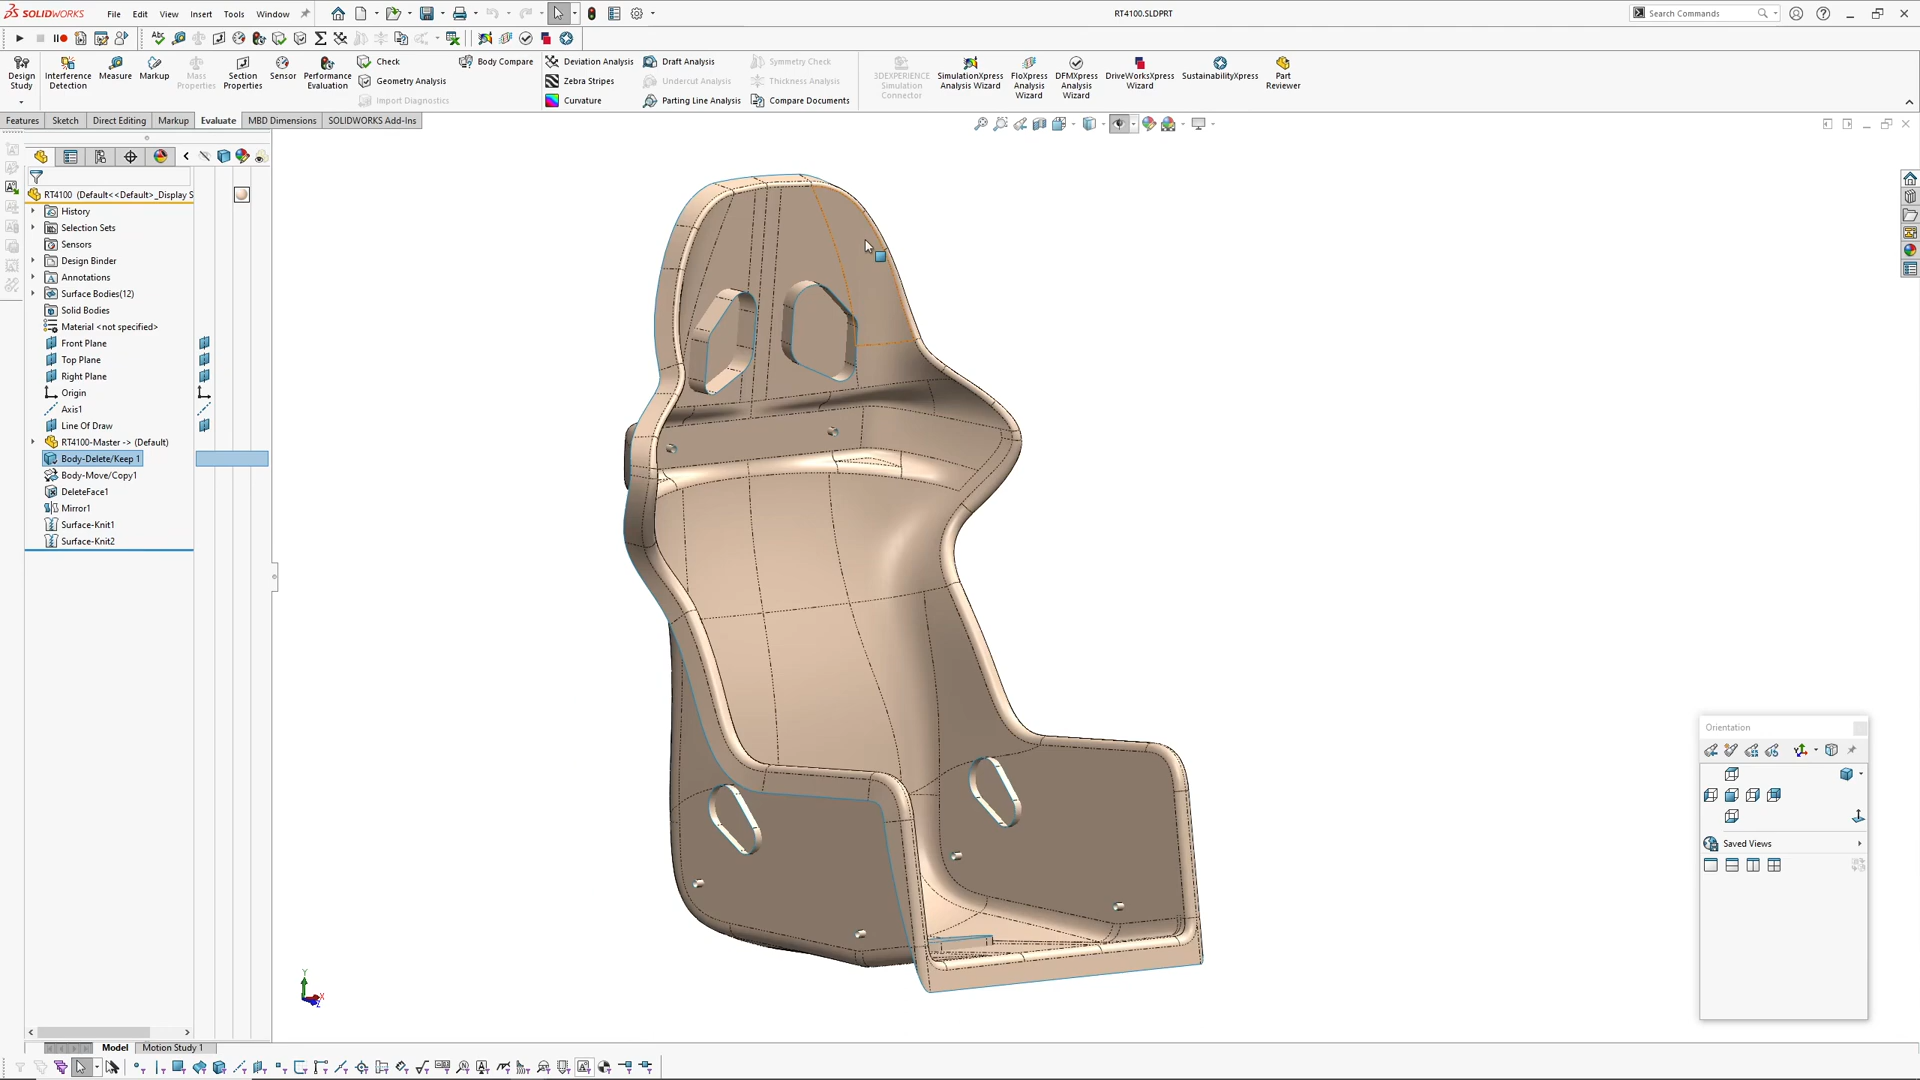 SOLIDWORKS File Edit View Insert Tools Window RT4100.SLDPRT Search Commands
Design Study
Interference Detection
Measure
Markup
Mass Properties
Section Properties
Sensor
Performance Evaluation
Check
Geometry Analysis
Import Diagnostics
Body Compare
Deviation Analysis
Zebra Stripes
Curvature
Draft Analysis
Undercut Analysis
Parting Line Analysis
Symmetry Check
Thickness Analysis
Compare Documents
3DEXPERIENCE Simulation Connector
SimulationXpress Analysis Wizard
FloXpress Analysis Wizard
DFMXpress Analysis Wizard
DriveWorksXpress Wizard
SustainabilityXpress
Part Reviewer
Features Sketch Direct Editing Markup Evaluate MBD Dimensions SOLIDWORKS Add-Ins
RT4100 (Default<<Default>_Display S
History
Selection Sets
Sensors
Design Binder
Annotations
Surface Bodies(12)
Solid Bodies
Material <not specified>
Front Plane
Top Plane
Right Plane
Origin
Axis1
Line Of Draw
RT4100-Master -> (Default)
Body-Delete/Keep 1
Body-Move/Copy1
DeleteFace1
Mirror1
Surface-Knit1
Surface-Knit2
Orientation
Saved Views
Y
X
Z
Model Motion Study 1